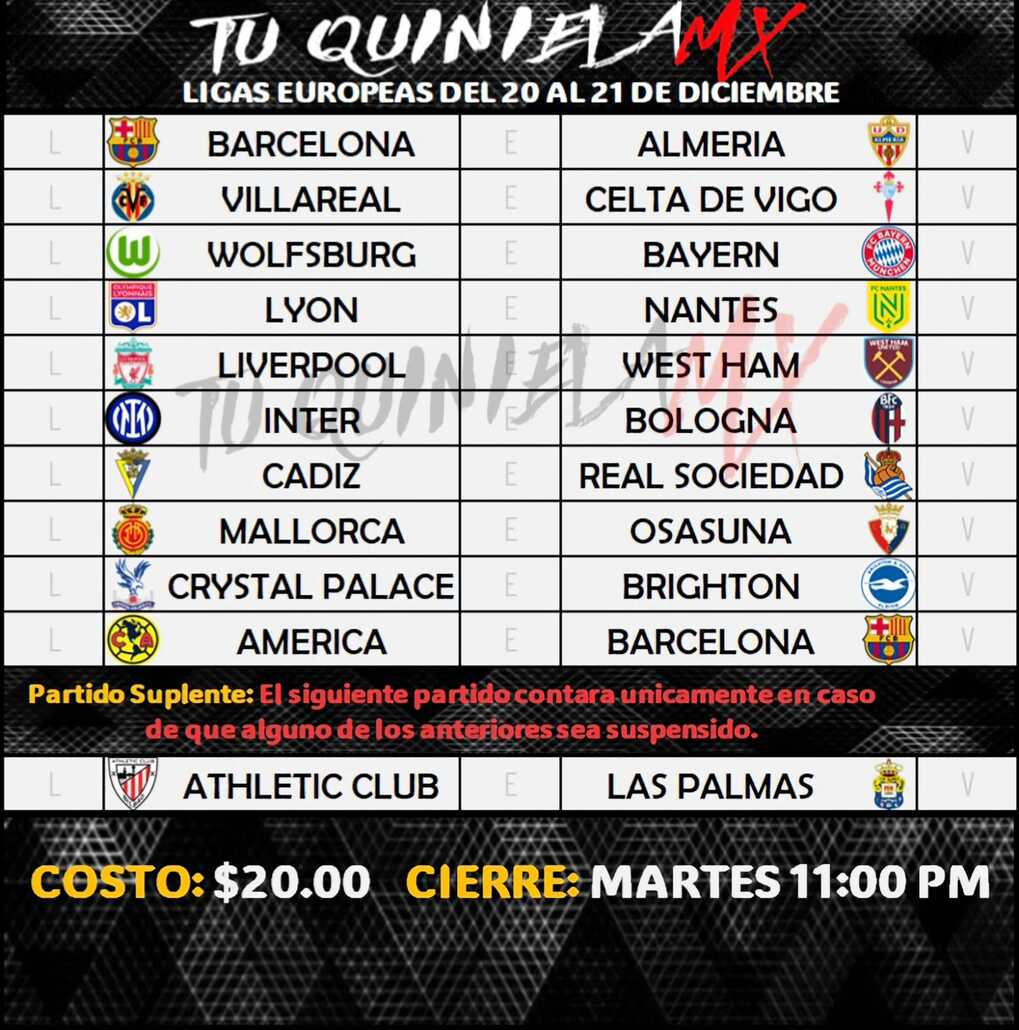 TU QUINIELAMX
LIGAS EUROPEAS DEL 20 AL 21 DE DICIEMBRE
L BARCELONA E ALMERIA V
L VILLAREAL E CELTA DE VIGO V
L WOLFSBURG E BAYERN V
L LYON E NANTES V
L LIVERPOOL E WEST HAM V
L INTER E BOLOGNA V
L CADIZ E REAL SOCIEDAD V
L MALLORCA E OSASUNA V
L CRYSTAL PALACE E BRIGHTON V
L AMERICA E BARCELONA V
TU QUINIELAMX
Partido Suplente: El siguiente partido contara unicamente en caso
de que alguno de los anteriores sea suspendido.
L ATHLETIC CLUB E LAS PALMAS V
COSTO: $20.00 CIERRE: MARTES 11:00 PM